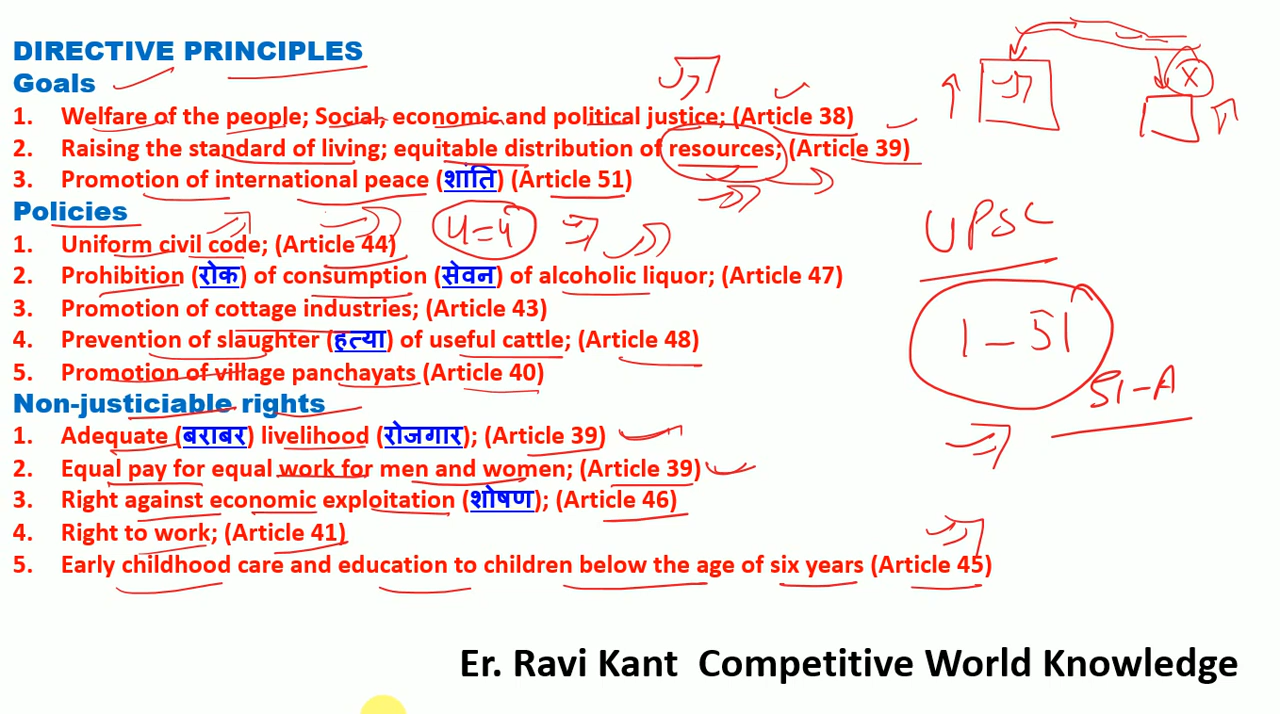 DIRECTIVE PRINCIPLES
Goals
1. Welfare of the people; Social, economic and political justice; (Article 38)
2. Raising the standard of living; equitable distribution of resources; (Article 39)
3. Promotion of international peace (शांति) (Article 51)
Policies
1. Uniform civil code; (Article 44)
4=4
UPSC
2. Prohibition (रोक) of consumption (सेवन) of alcoholic liquor; (Article 47)
3. Promotion of cottage industries; (Article 43)
1-51
4. Prevention of slaughter (हत्या) of useful cattle; (Article 48)
5. Promotion of village panchayats (Article 40)
51-A
Non-justiciable rights
1. Adequate (बराबर) livelihood (रोजगार); (Article 39)
2. Equal pay for equal work for men and women; (Article 39)
3. Right against economic exploitation (शोषण); (Article 46)
4. Right to work; (Article 41)
5. Early childhood care and education to children below the age of six years (Article 45)
Er. Ravi Kant Competitive World Knowledge